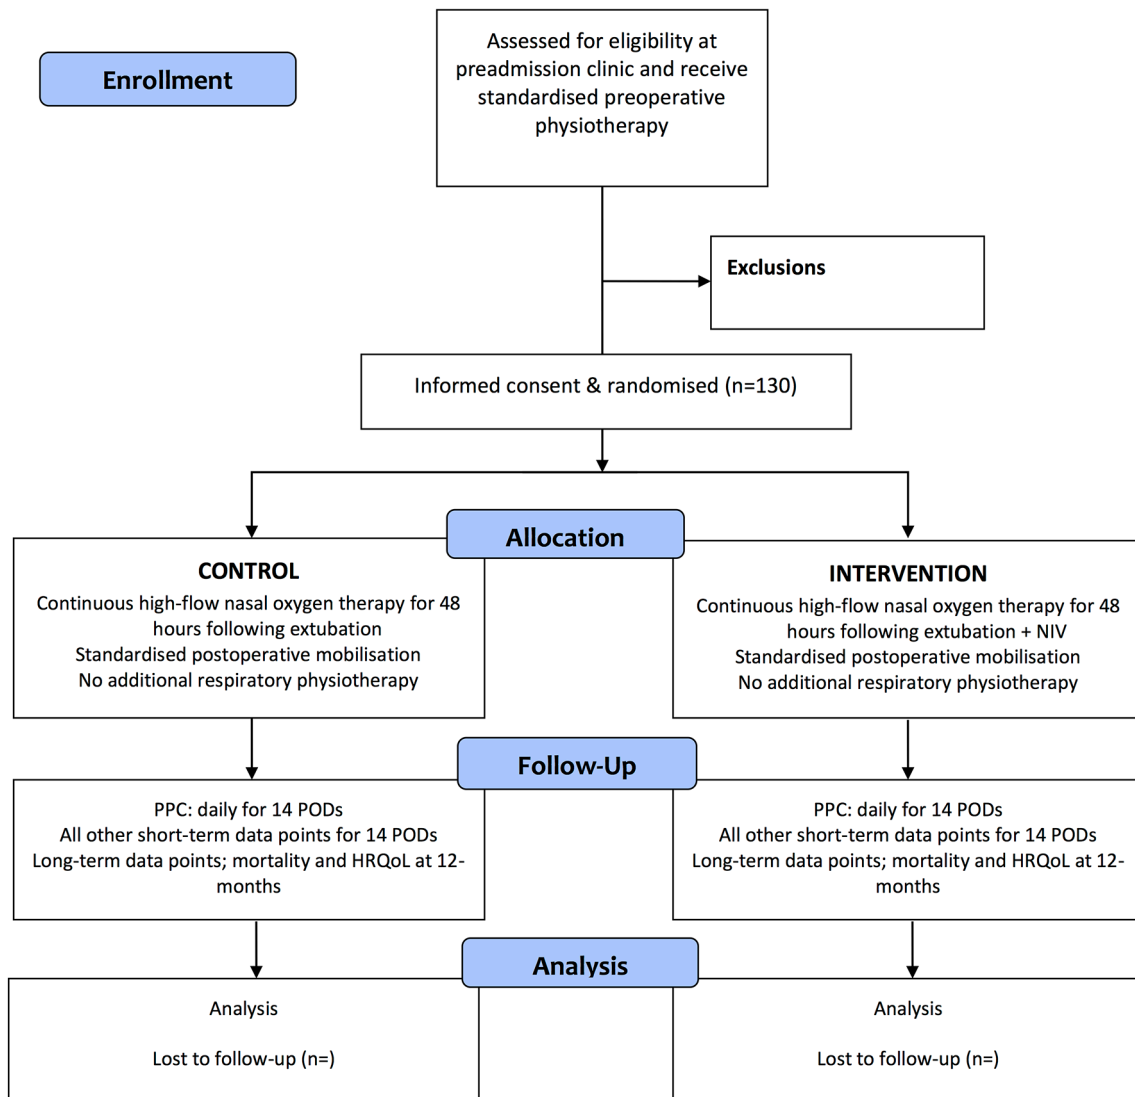 Enrollment
Assessed for eligibility at
preadmission clinic and receive
standardised preoperative
physiotherapy
Exclusions
Informed consent & randomised (n=130)
Allocation
CONTROL
Continuous high-flow nasal oxygen therapy for 48
hours following extubation
Standardised postoperative mobilisation
No additional respiratory physiotherapy
INTERVENTION
Continuous high-flow nasal oxygen therapy for 48
hours following extubation + NIV
Standardised postoperative mobilisation
No additional respiratory physiotherapy
Follow-Up
PPC: daily for 14 PODs
All other short-term data points for 14 PODs
Long-term data points; mortality and HRQoL at 12-
months
PPC: daily for 14 PODs
All other short-term data points for 14 PODs
Long-term data points; mortality and HRQoL at 12-
months
Analysis
Analysis
Lost to follow-up (n=)
Analysis
Lost to follow-up (n=)